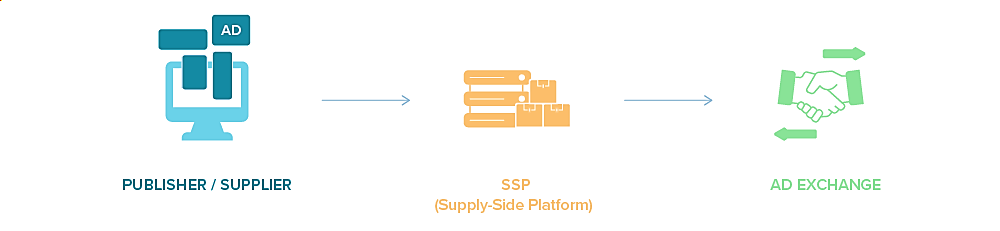 AD
PUBLISHER / SUPPLIER
SSP
(Supply-Side Platform)
AD EXCHANGE